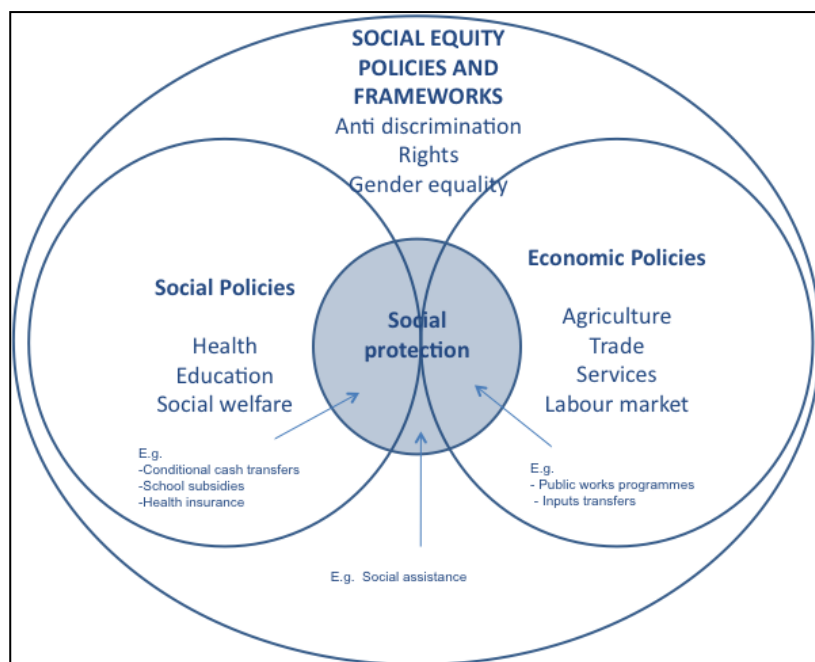 SOCIAL EQUITY
POLICIES AND
FRAMEWORKS
Anti discrimination
Rights
Gender equality
Social Policies
Health
Education
Social welfare
E.g.
-Conditional cash transfers
-School subsidies
-Health insurance
Social
protection
E.g. Social assistance
Economic Policies
Agriculture
Trade
Services
Labour market
E.g.
- Public works programmes
- Inputs transfers